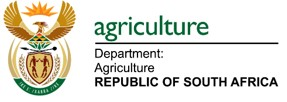 agriculture
Department:
Agriculture
REPUBLIC OF SOUTH AFRICA